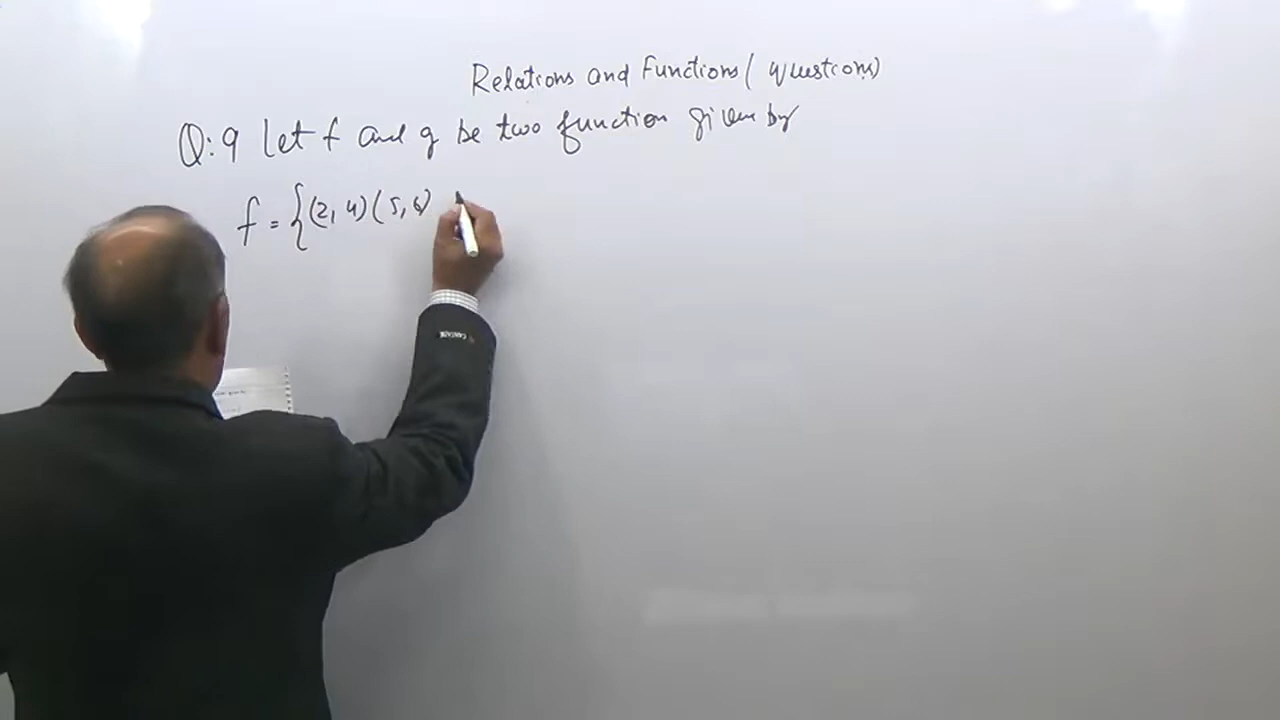 Relations and Functions (Questions)
Q:9 Let f and g be two function given by
f = {(2, 4)(5, 6)